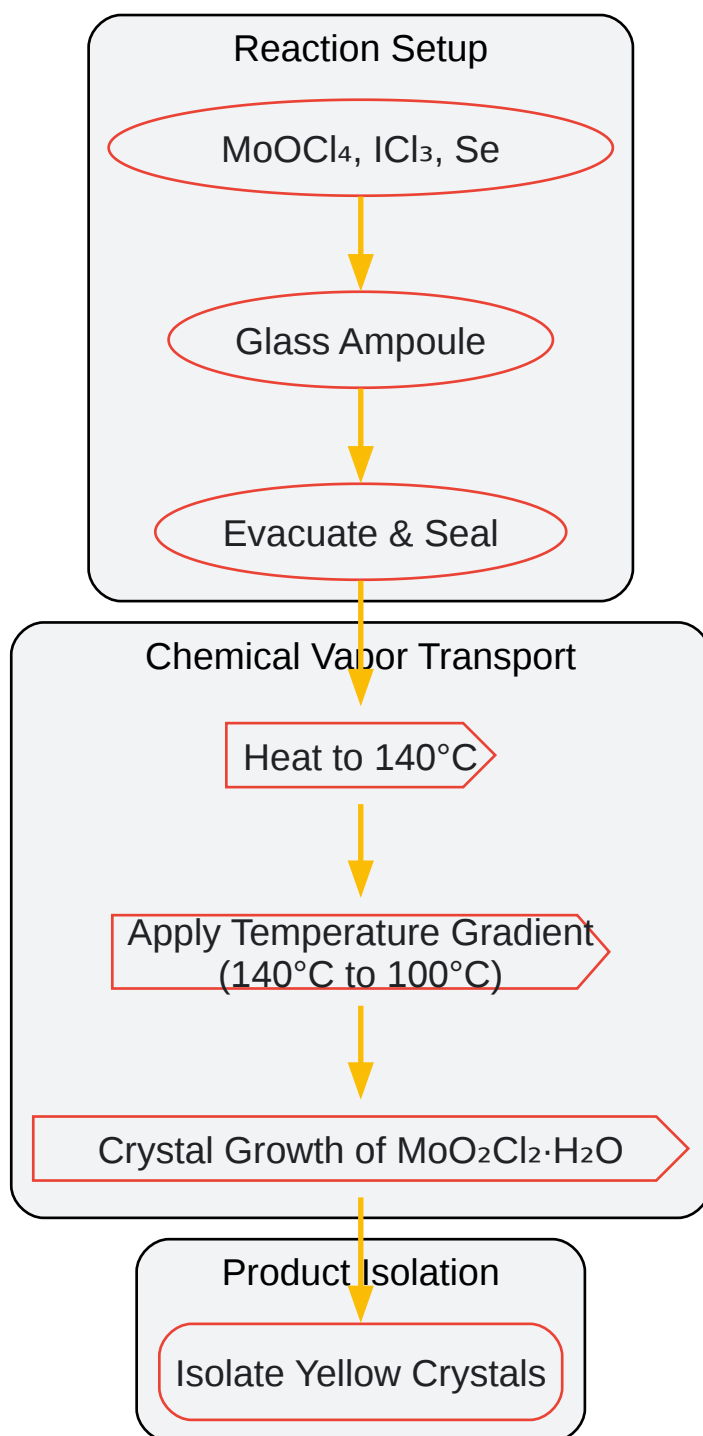 Reaction Setup
MoOCl₄, ICl₃, Se
Glass Ampoule
Evacuate & Seal
Chemical Vapor Transport
Heat to 140°C
Apply Temperature Gradient
(140°C to 100°C)
Crystal Growth of MoO₂Cl₂·H₂O
Product Isolation
Isolate Yellow Crystals